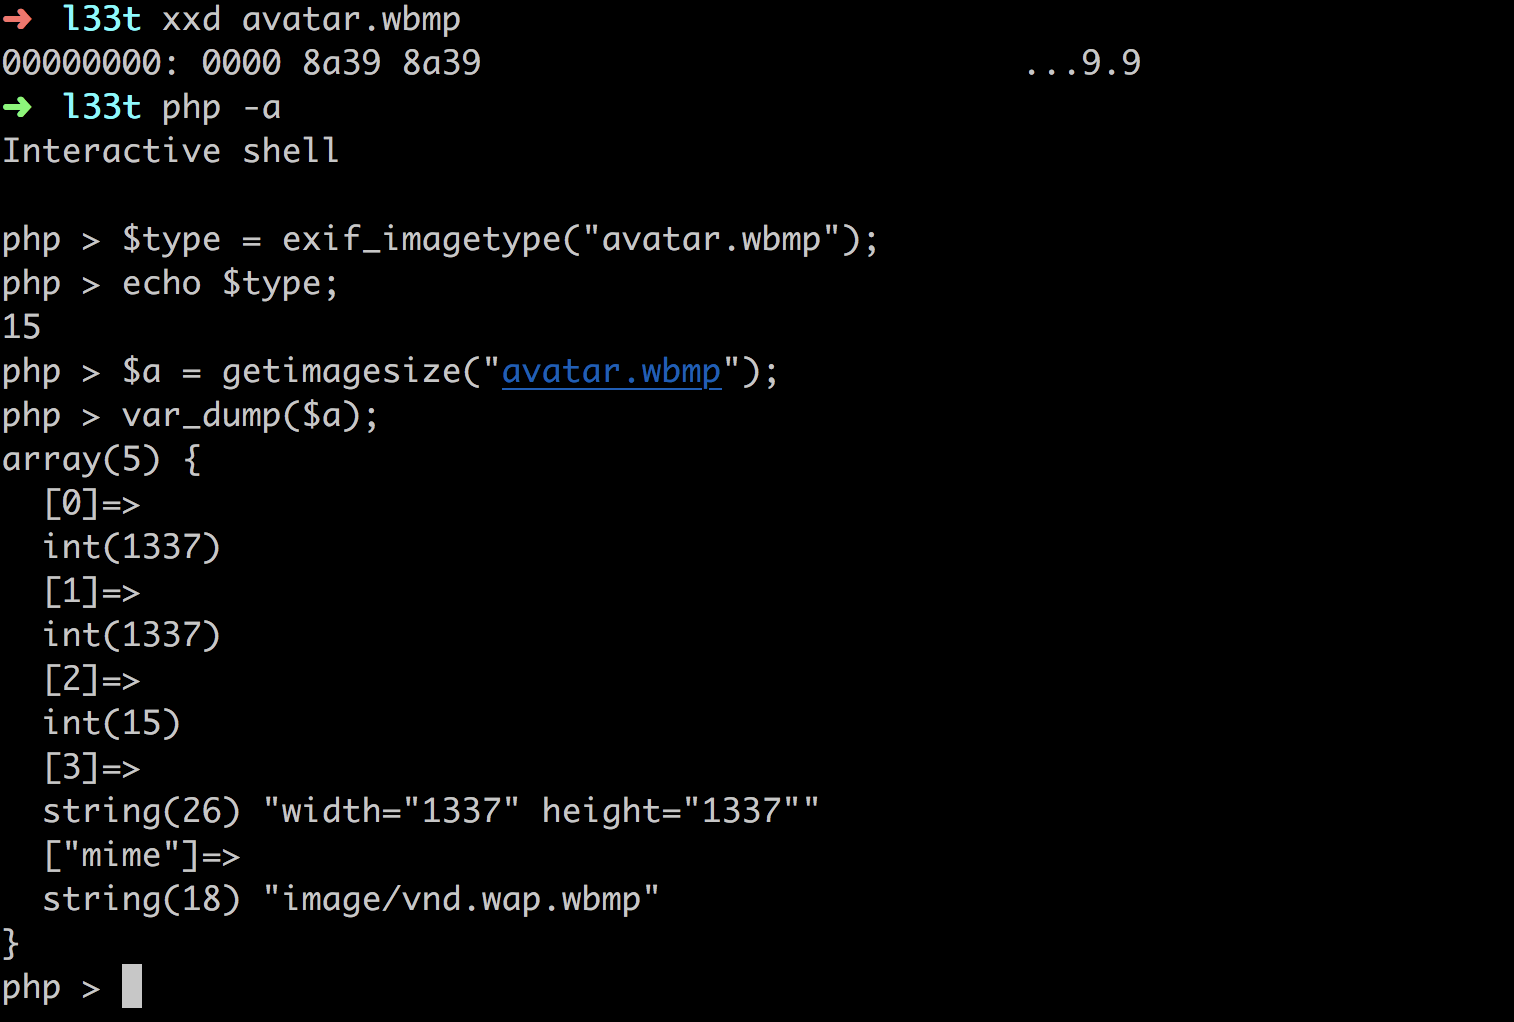 ➜  l33t xxd avatar.wbmp
00000000: 0000 8a39 8a39                           ...9.9
➜  l33t php -a
Interactive shell

php > $type = exif_imagetype("avatar.wbmp");
php > echo $type;
15
php > $a = getimagesize("avatar.wbmp");
php > var_dump($a);
array(5) {
  [0]=>
  int(1337)
  [1]=>
  int(1337)
  [2]=>
  int(15)
  [3]=>
  string(26) "width="1337" height="1337""
  ["mime"]=>
  string(18) "image/vnd.wap.wbmp"
}
php >